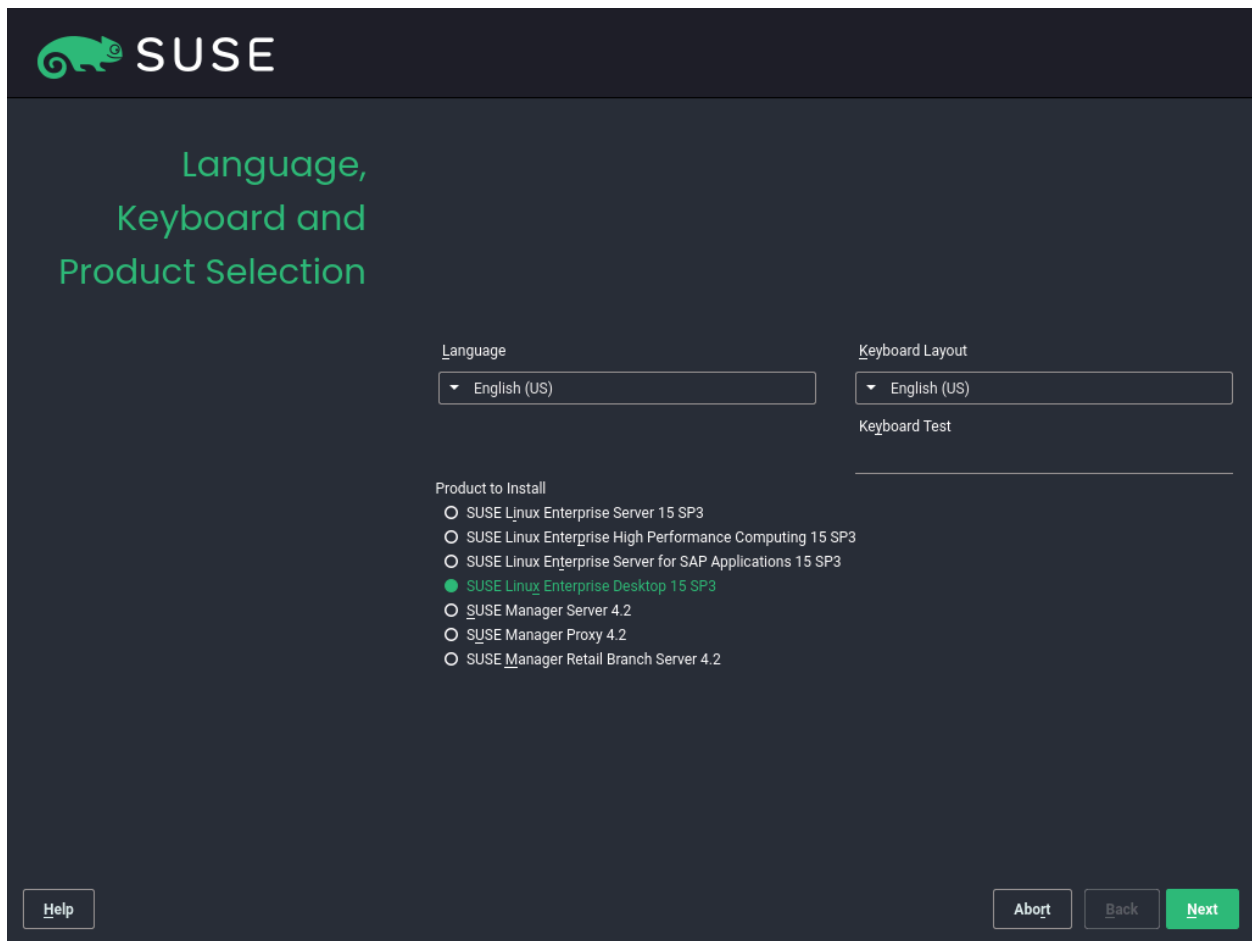 SUSE
Language,
Keyboard and
Product Selection
Language
Keyboard Layout
English (US)
English (US)
Keyboard Test
Product to Install
SUSE Linux Enterprise Server 15 SP3
SUSE Linux Enterprise High Performance Computing 15 SP3
SUSE Linux Enterprise Server for SAP Applications 15 SP3
SUSE Linux Enterprise Desktop 15 SP3
SUSE Manager Server 4.2
SUSE Manager Proxy 4.2
SUSE Manager Retail Branch Server 4.2
Help
Abort
Back
Next